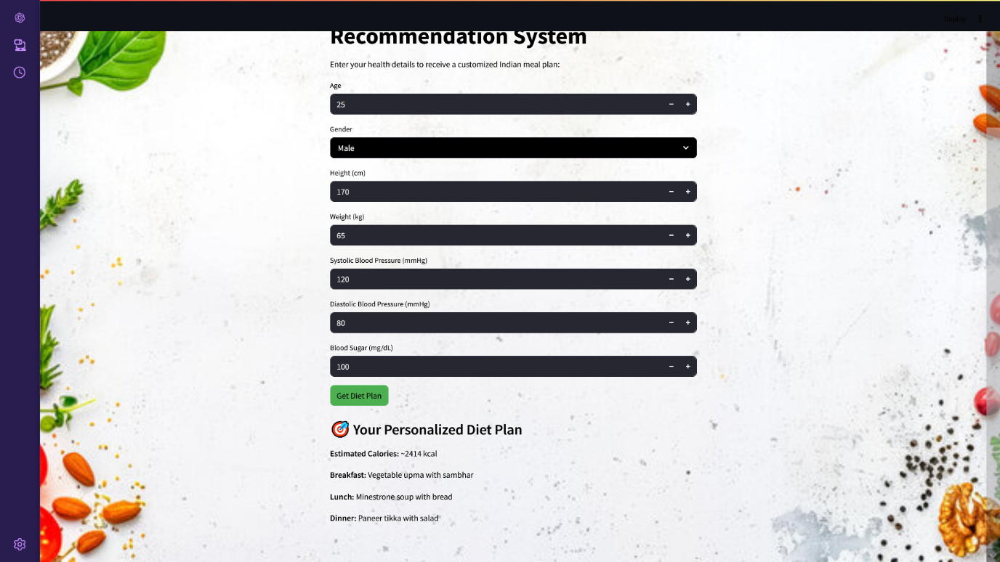 Deploy
Recommendation System
Enter your health details to receive a customized Indian meal plan:
Age
25
Gender
Male
Height (cm)
170
Weight (kg)
65
Systolic Blood Pressure (mmHg)
120
Diastolic Blood Pressure (mmHg)
80
Blood Sugar (mg/dL)
100
Get Diet Plan
🎯 Your Personalized Diet Plan
Estimated Calories: ~2414 kcal
Breakfast: Vegetable upma with sambhar
Lunch: Minestrone soup with bread
Dinner: Paneer tikka with salad